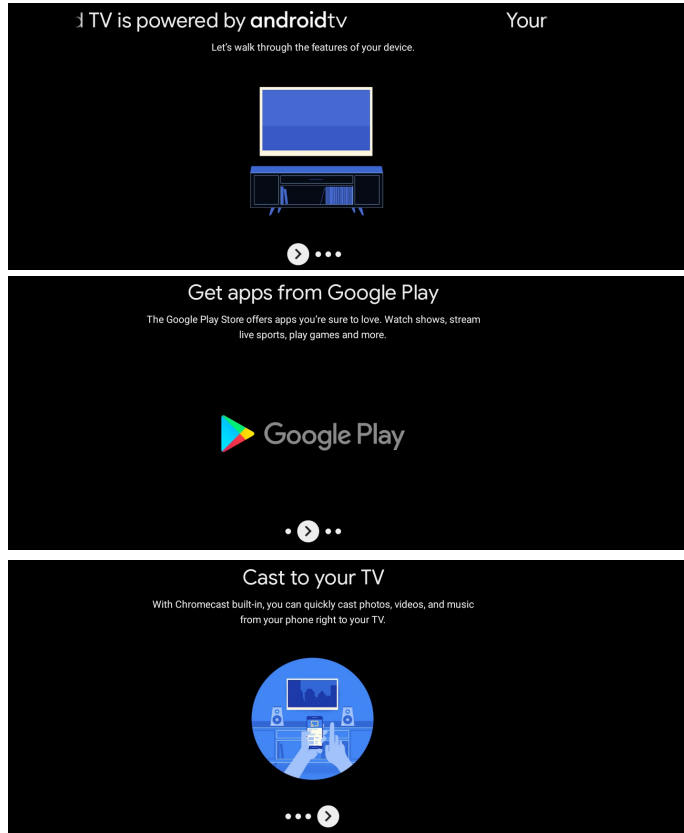 d TV is powered by androidtv Your
Let's walk through the features of your device.
Get apps from Google Play
The Google Play Store offers apps you're sure to love. Watch shows, stream
live sports, play games and more.
Google Play
Cast to your TV
With Chromecast built-in, you can quickly cast photos, videos, and music
from your phone right to your TV.